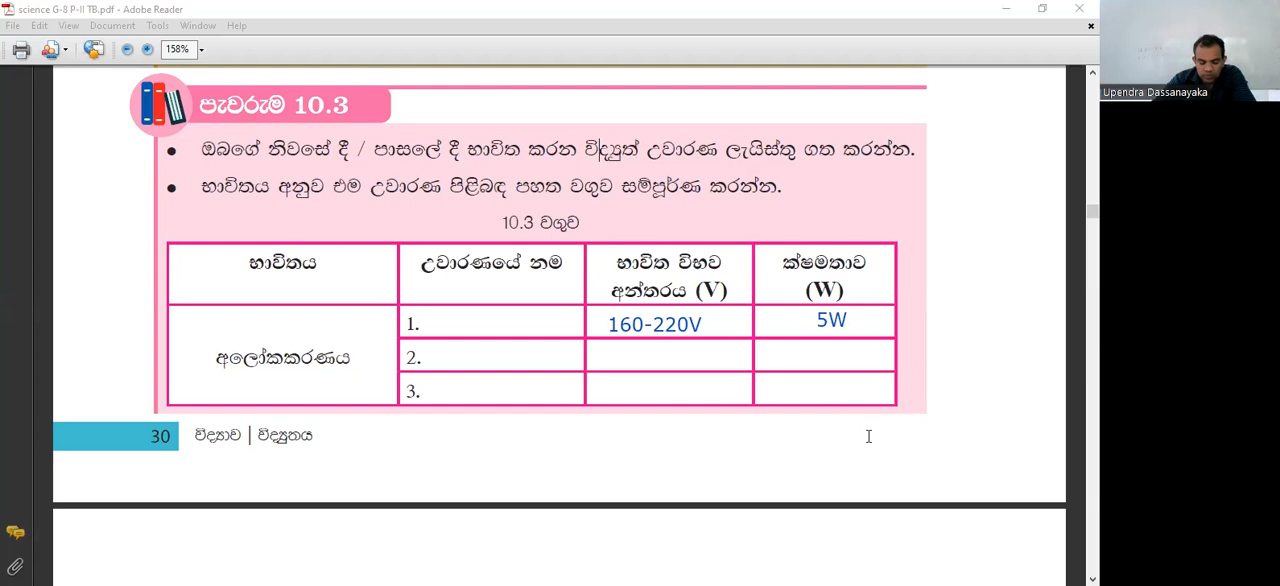 science G-8 P-II TB.pdf - Adobe Reader
File Edit View Document Tools Window Help
158%
Upendra Dassanayaka
පැවරුම 10.3
• ඔබගේ නිවසේ දී / පාසලේ දී භාවිත කරන විද්‍යුත් උවාරණ ලැයිස්තු ගත කරන්න.
• භාවිතය අනුව එම උවාරණ පිළිබඳ පහත වගුව සම්පූර්ණ කරන්න.
10.3 වගුව
භාවිතය උවාරණයේ නම භාවිත විභව අන්තරය (V) ක්ෂමතාව (W)
අලෝකකරණය
1. 160-220V 5W
2.
3.
30 විද්‍යාව | විද්‍යුතය